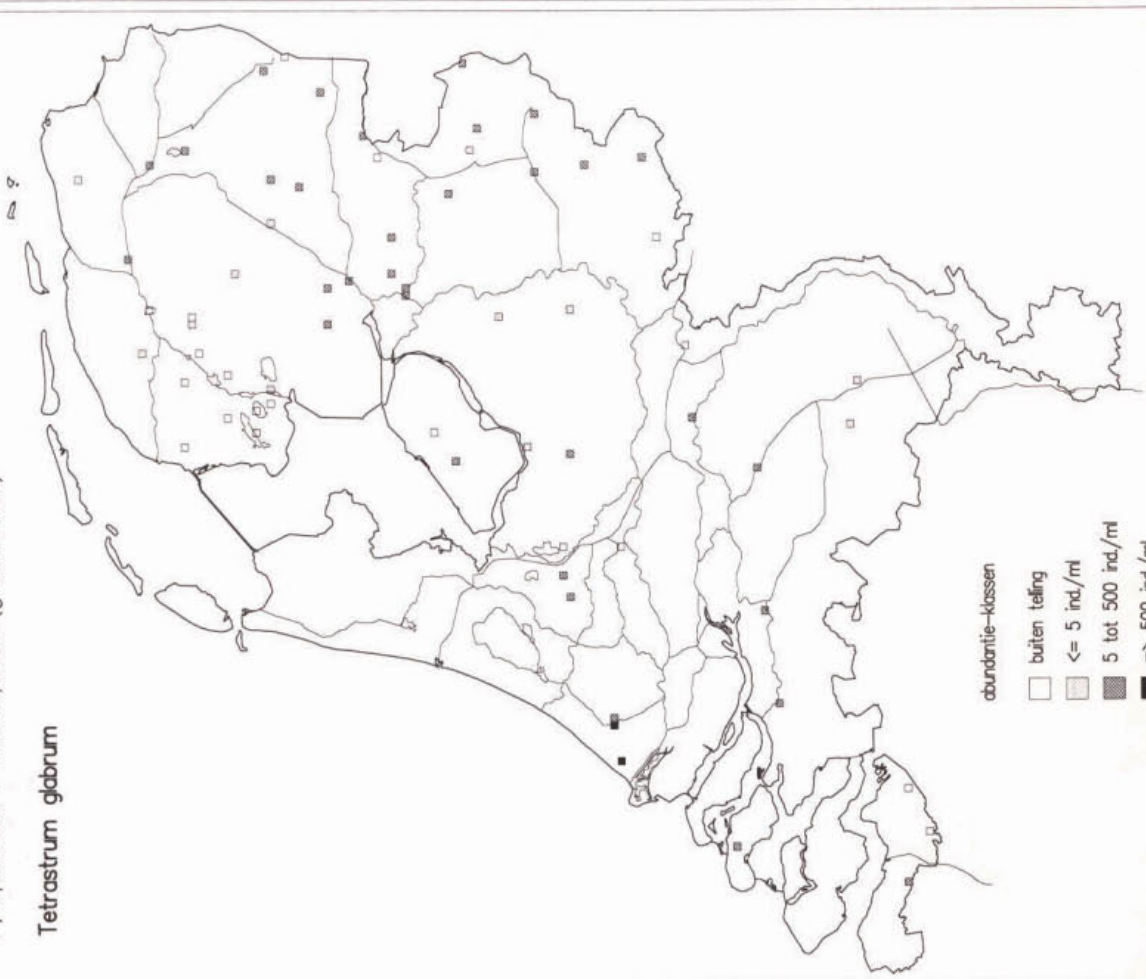 Tetrastrum glabrum
abundantie-klassen
buiten telling
<= 5 ind./ml
5 tot 500 ind./ml